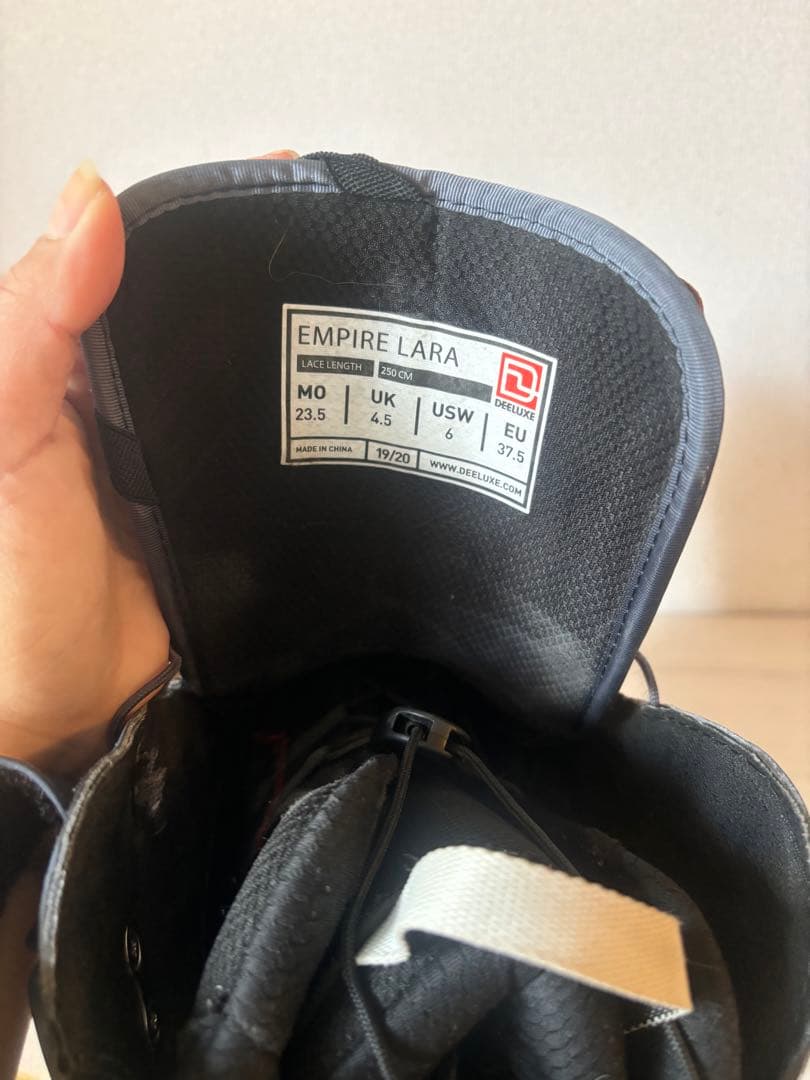 EMPIRE LARA
LACE LENGTH 250 CM
DEELUXE
MO UK USW EU
23.5 4.5 6 37.5
MADE IN CHINA 19/20 WWW.DEELUXE.COM